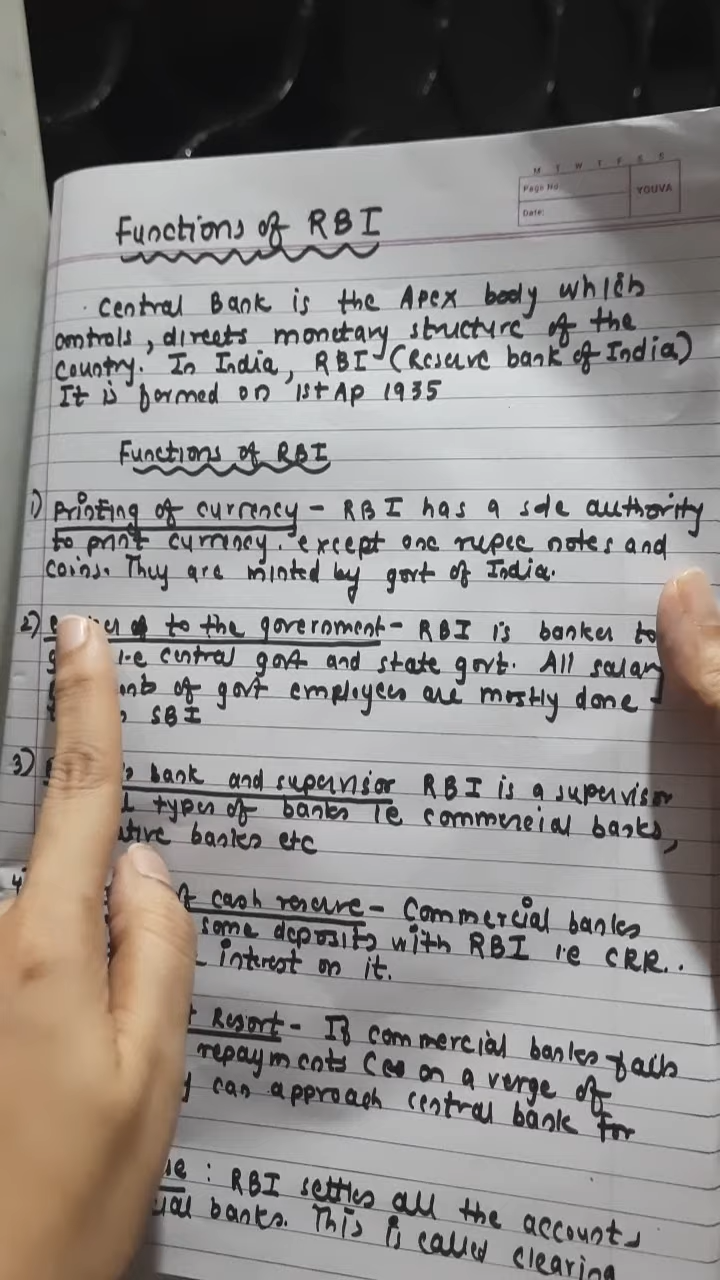 M T W T F S S
Page No
YOUVA
Date:
Functions of RBI
Central Bank is the Apex body which
controls, directs monetary structure of the
country. In India, RBI (Reserve bank of India)
It is formed on 1st Ap 1935
Functions of RBI
1) Printing of currency - RBI has a sole authority
to print currency. except one rupee notes and
coins. They are minted by govt of India.
2) to the government - RBI is banker to
i.e central govt and state govt. All salary
of govt employees are mostly done
SBI
3) bank and supervisor RBI is a supervisor
types of banks ie commercial banks,
banks etc
4)
of cash reserve - Commercial banks
some deposits with RBI i.e CRR..
interest on it.
Resort - If commercial banks fails
repayments (es on a verge of
can approach central bank for
: RBI settles all the accounts
banks. This is called clearing